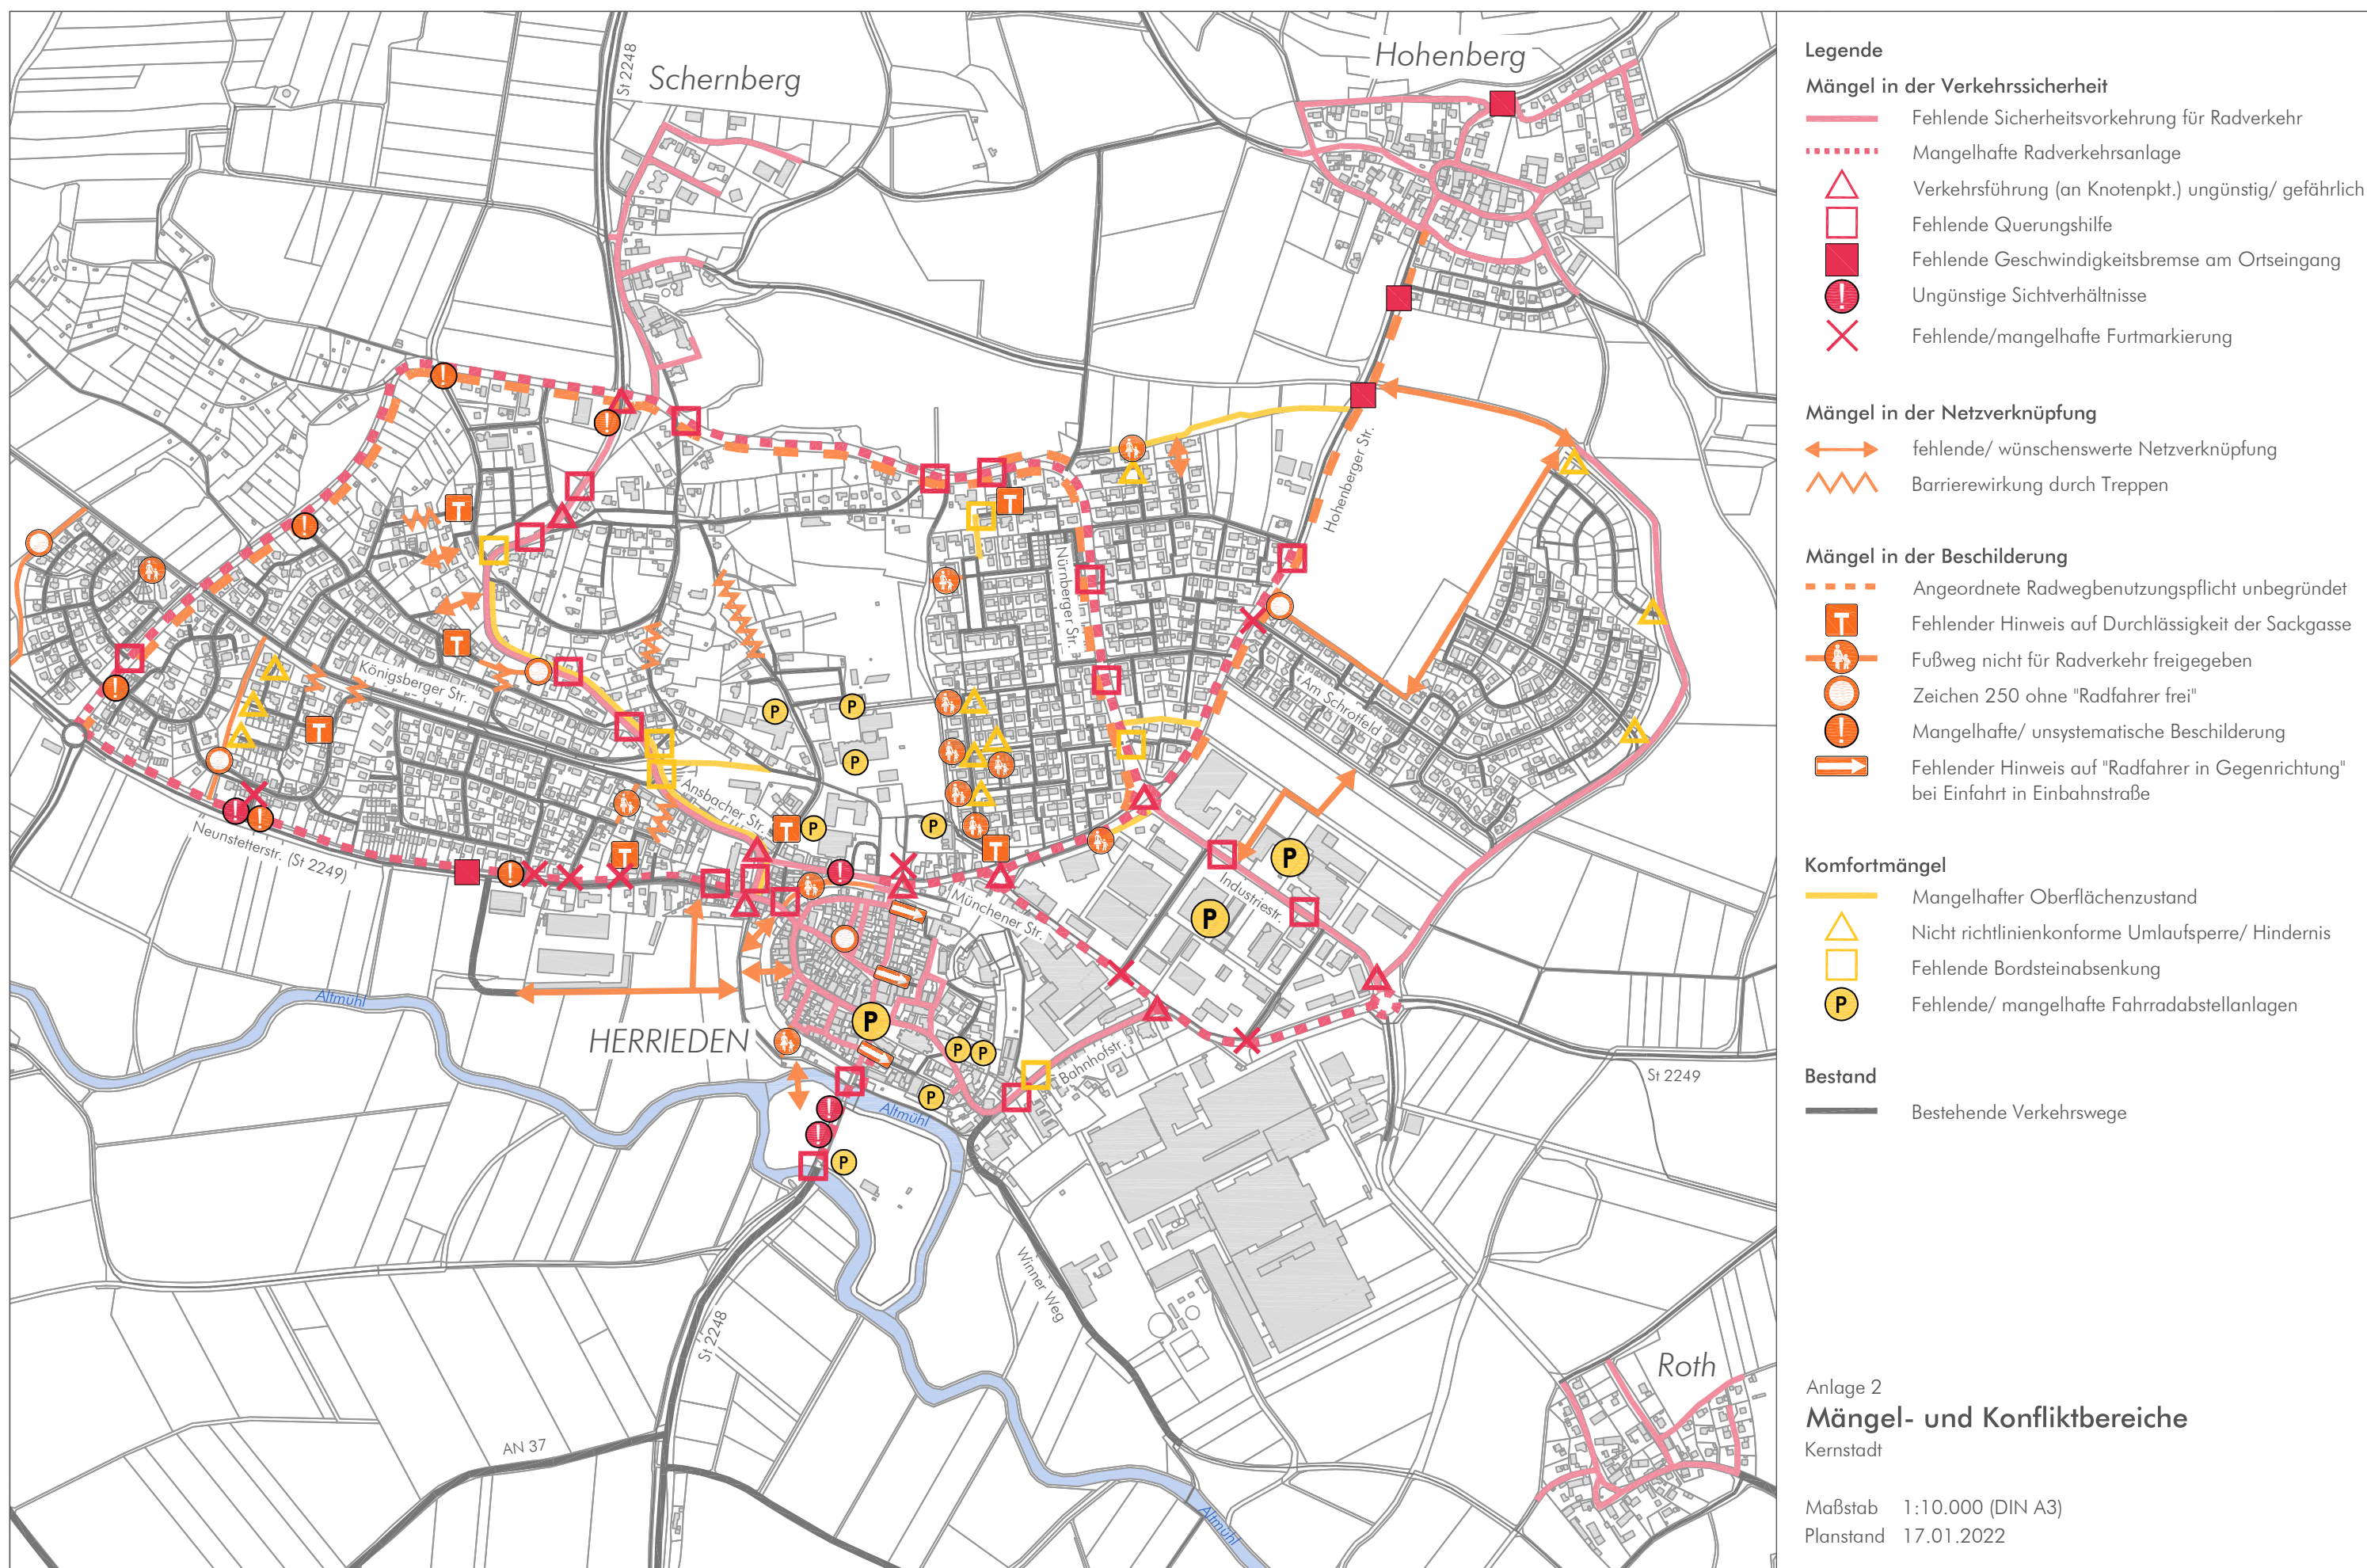 St 2248
Schernberg
Hohenberg
Hohenberger Str.
Nürnberger Str.
Königsberger Str.
Am Schrotfeld
Ansbacher Str.
Neunstetterstr. (St 2249)
Industriestr.
Münchener Str.
Altmühl
HERRIEDEN
Bahnhofstr.
St 2249
Altmühl
Winner Weg
St 2248
Roth
AN 37
Altmühl
T
T
T
T
T
T
T
P
P
P
P
P
P
P
P
P
P
P
P
!
!
!
!
!
!
!
!
!
!
Legende
Mängel in der Verkehrssicherheit
Fehlende Sicherheitsvorkehrung für Radverkehr
Mangelhafte Radverkehrsanlage
Verkehrsführung (an Knotenpkt.) ungünstig/ gefährlich
Fehlende Querungshilfe
Fehlende Geschwindigkeitsbremse am Ortseingang
! Ungünstige Sichtverhältnisse
Fehlende/mangelhafte Furtmarkierung
Mängel in der Netzverknüpfung
fehlende/ wünschenswerte Netzverknüpfung
Barrierewirkung durch Treppen
Mängel in der Beschilderung
Angeordnete Radwegbenutzungspflicht unbegründet
T Fehlender Hinweis auf Durchlässigkeit der Sackgasse
Fußweg nicht für Radverkehr freigegeben
Zeichen 250 ohne "Radfahrer frei"
! Mangelhafte/ unsystematische Beschilderung
Fehlender Hinweis auf "Radfahrer in Gegenrichtung"
bei Einfahrt in Einbahnstraße
Komfortmängel
Mangelhafter Oberflächenzustand
Nicht richtlinienkonforme Umlaufsperre/ Hindernis
Fehlende Bordsteinabsenkung
P Fehlende/ mangelhafte Fahrradabstellanlagen
Bestand
Bestehende Verkehrswege
Anlage 2
Mängel- und Konfliktbereiche
Kernstadt
Maßstab 1:10.000 (DIN A3)
Planstand 17.01.2022